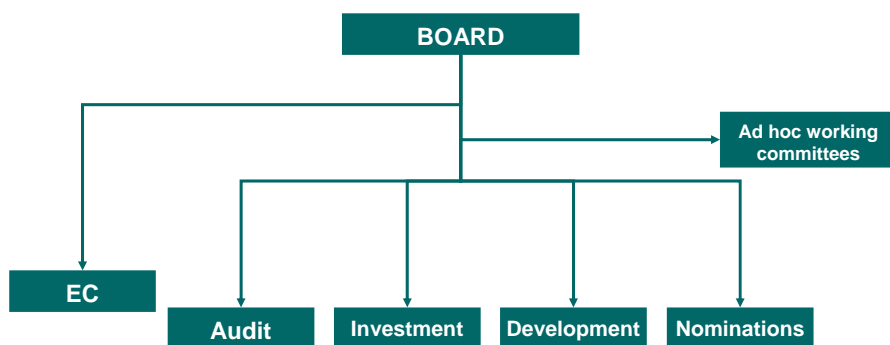 BOARD
Ad hoc working
committees
EC
Audit
Investment
Development
Nominations